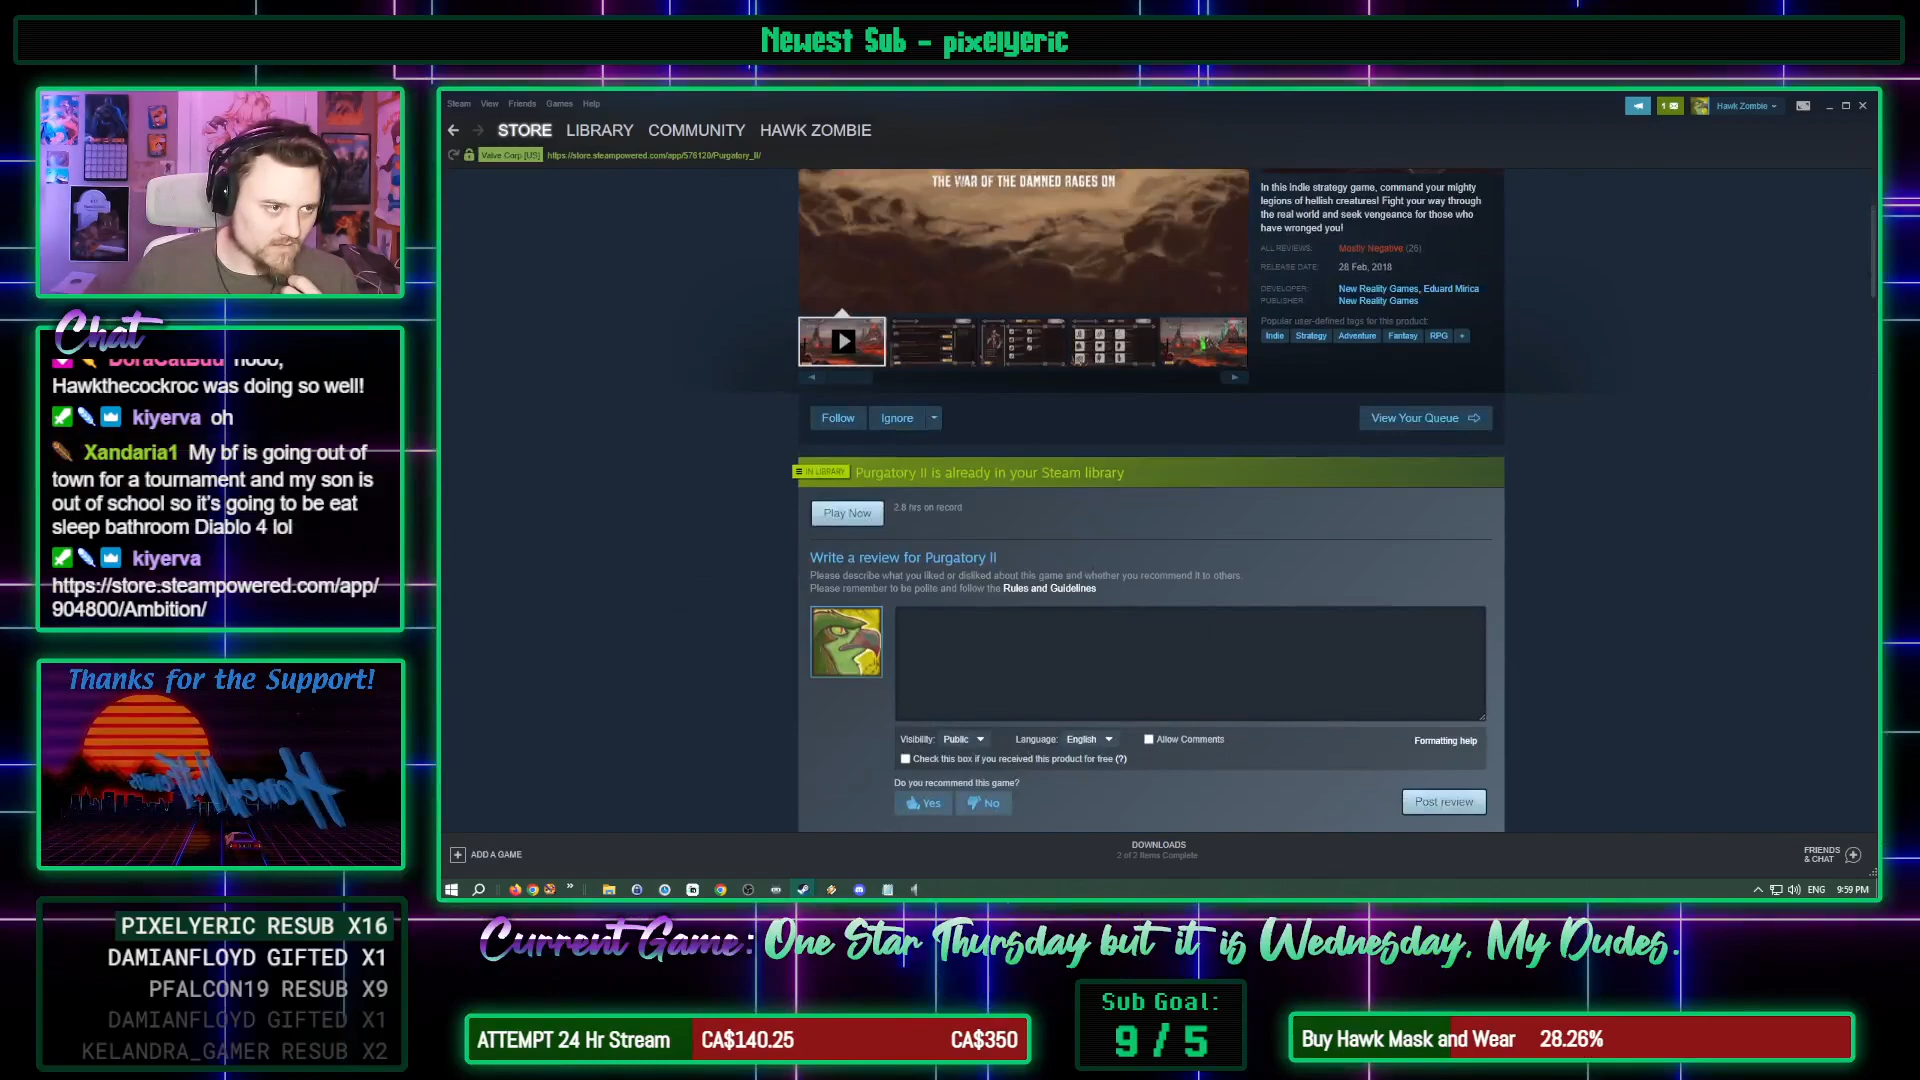 Newest Sub - pixelyeric
Steam View Friends Games Help
1
Hawk Zombie
STORE LIBRARY COMMUNITY HAWK ZOMBIE
Valve Corp [US] https://store.steampowered.com/app/576120/Purgatory_II/
THE WAR OF THE DAMNED RAGES ON
In this Indie strategy game, command your mighty
legions of hellish creatures! Fight your way through
the real world and seek vengeance for those who
have wronged you!
ALL REVIEWS: Mostly Negative (26)
RELEASE DATE: 28 Feb, 2018
DEVELOPER: New Reality Games, Eduard Mirica
PUBLISHER: New Reality Games
Popular user-defined tags for this product:
Indie Strategy Adventure Fantasy RPG +
Follow Ignore View Your Queue
IN LIBRARY Purgatory II is already in your Steam library
Play Now 2.8 hrs on record
Write a review for Purgatory II
Please describe what you liked or disliked about this game and whether you recommend it to others.
Please remember to be polite and follow the Rules and Guidelines
Visibility: Public Language: English Allow Comments Formatting help
Check this box if you received this product for free (?)
Do you recommend this game?
Yes No Post review
ADD A GAME
DOWNLOADS
2 of 2 Items Complete
FRIENDS
& CHAT
ENG 9:59 PM
Chat
DoraCatBud nooo,
Hawkthecockroc was doing so well!
kiyerva oh
Xandaria1 My bf is going out of
town for a tournament and my son is
out of school so it's going to be eat
sleep bathroom Diablo 4 lol
kiyerva
https://store.steampowered.com/app/
904800/Ambition/
Thanks for the Support!
PIXELYERIC RESUB X16
DAMIANFLOYD GIFTED X1
PFALCON19 RESUB X9
DAMIANFLOYD GIFTED X1
KELANDRA_GAMER RESUB X2
Current Game: One Star Thursday but it is Wednesday, My Dudes.
ATTEMPT 24 Hr Stream CA$140.25 CA$350
Sub Goal:
9 / 5
Buy Hawk Mask and Wear 28.26%